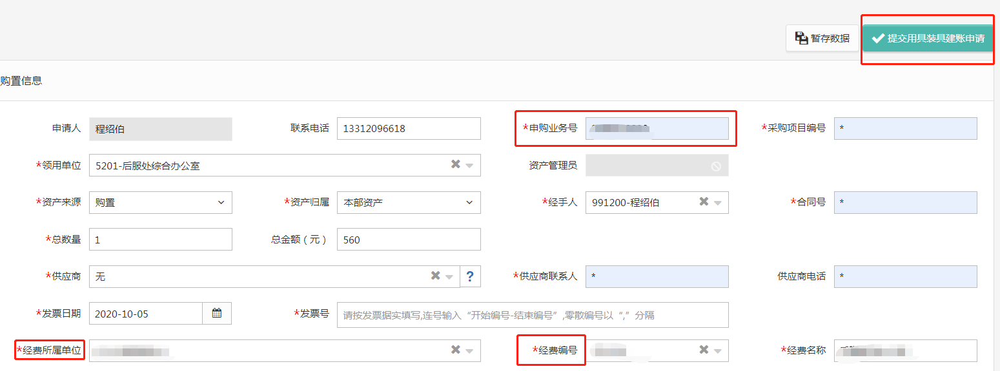 暂存数据 提交用具装具建账申请
购置信息
申请人 程绍伯 联系电话 13312096618 *申购业务号 *采购项目编号 *
*领用单位 5201-后服处综合办公室 资产管理员
*资产来源 购置 *资产归属 本部资产 *经手人 991200-程绍伯 *合同号 *
*总数量 1 总金额（元） 560
*供应商 无 ? *供应商联系人 * 供应商电话 *
*发票日期 2020-10-05 *发票号 请按发票据实填写,连号输入“开始编号-结束编号”,零散编号以“,”分隔
*经费所属单位 *经费编号 *经费名称